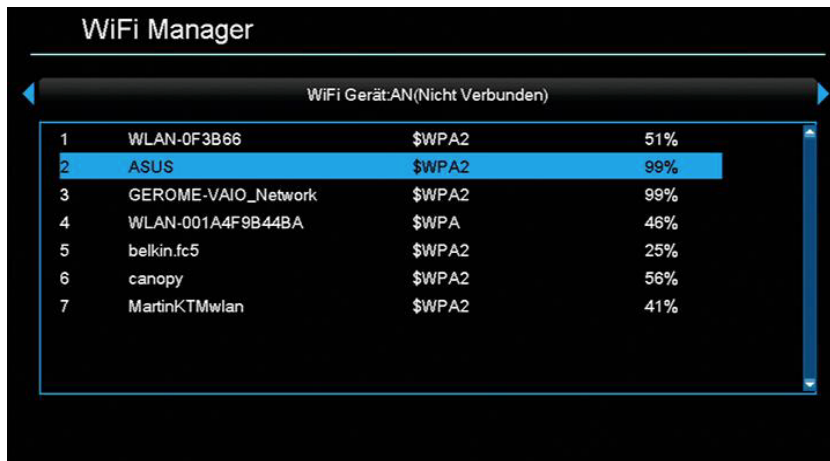 WiFi Manager
WiFi Gerät:AN(Nicht Verbunden)
1 WLAN-0F3B66 $WPA2 51%
2 ASUS $WPA2 99%
3 GEROME-VAIO_Network $WPA2 99%
4 WLAN-001A4F9B44BA $WPA 46%
5 belkin.fc5 $WPA2 25%
6 canopy $WPA2 56%
7 MartinKTMwlan $WPA2 41%